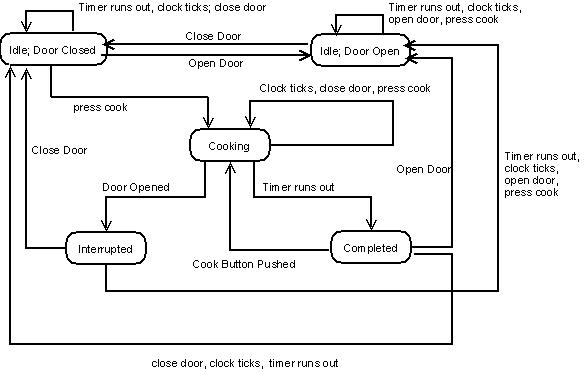 Timer runs out, clock ticks; close door
Timer runs out, clock ticks,
open door, press cook
Close Door
Idle; Door Closed
Idle; Door Open
Open Door
Clock ticks, close door, press cook
press cook
Cooking
Close Door
Timer runs out,
clock ticks,
open door,
press cook
Open Door
Door Opened
Timer runs out
Interrupted
Completed
Cook Button Pushed
close door, clock ticks, timer runs out